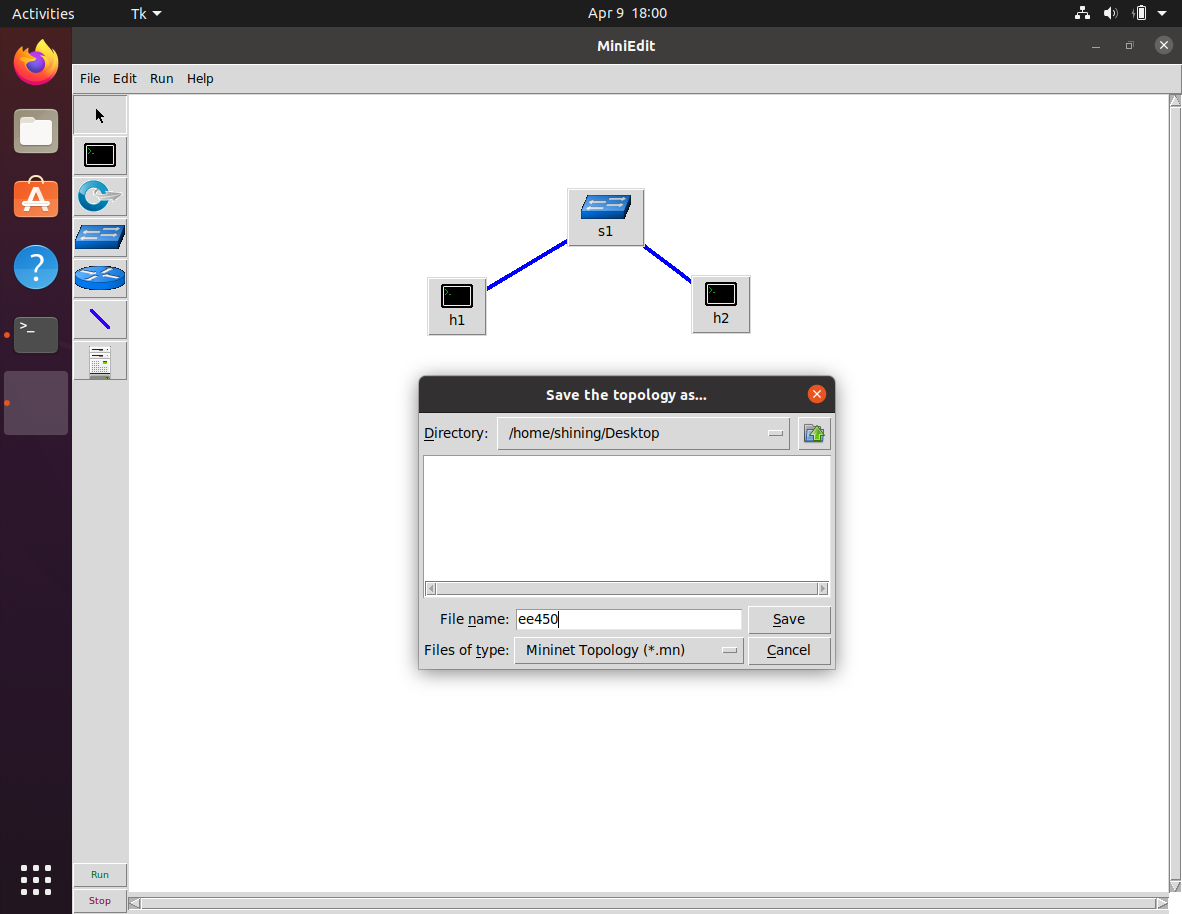 Activities Tk Apr 9 18:00
MiniEdit
File Edit Run Help
s1
h1
h2
Save the topology as...
Directory: /home/shining/Desktop
File name: ee450 Save
Files of type: Mininet Topology (*.mn) Cancel
Run
Stop